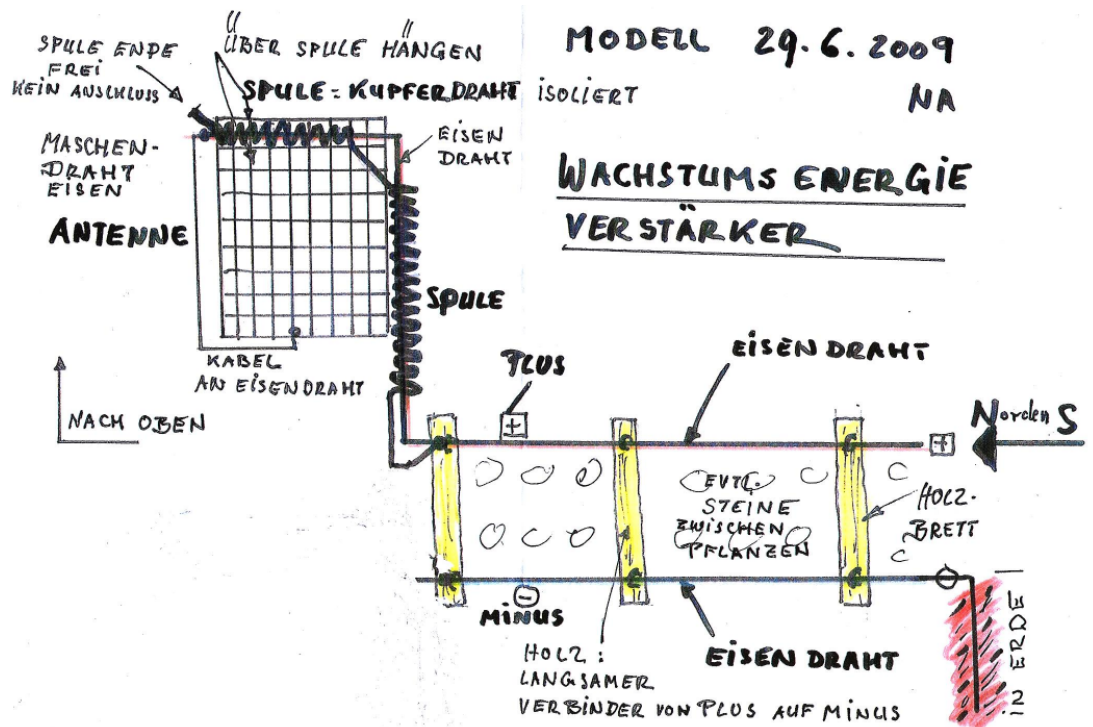 MODELL 29.6.2009
NA
WACHSTUMS ENERGIE
VERSTÄRKER
SPULE ENDE
FREI
KEIN ANSCHLUSS
ÜBER SPULE HÄNGEN
SPULE = KUPFERDRAHT ISOLIERT
EISEN
DRAHT
MASCHEN-
DRAHT
EISEN
ANTENNE
SPULE
KABEL
AN EISENDRAHT
NACH OBEN
PLUS
+
EISEN DRAHT
+
Norden S
EVTL.
STEINE
ZWISCHEN
PFLANZEN
HOLZ-
BRETT
-
MINUS
HOLZ:
LANGSAMER
VERBINDER VON PLUS AUF MINUS
EISEN DRAHT
IN ERDE